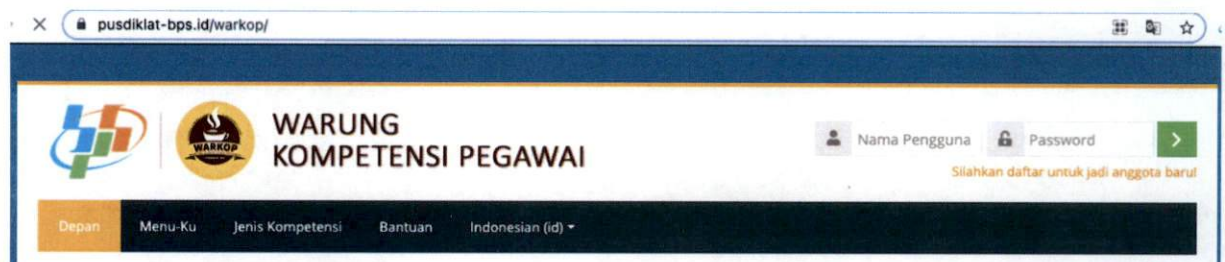 pusdiklat-bps.id/warkop/
WARKOP
WARUNG
KOMPETENSI PEGAWAI
Nama Pengguna
Password
Silahkan daftar untuk jadi anggota baru!
Depan
Menu-Ku
Jenis Kompetensi
Bantuan
Indonesian (id)